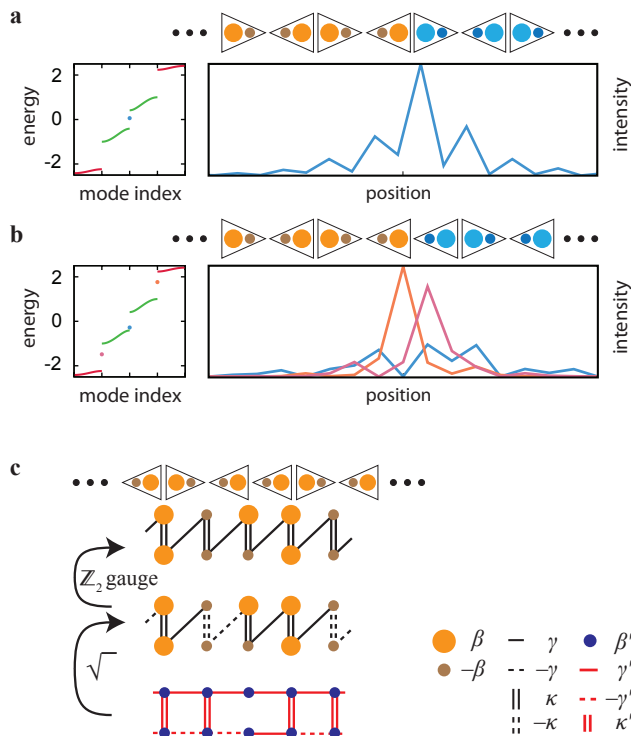 a
energy
2
0
-2
mode index
position
intensity
b
energy
2
0
-2
mode index
position
intensity
c
ℤ₂ gauge
√
β
γ
−β
−γ
κ
−κ